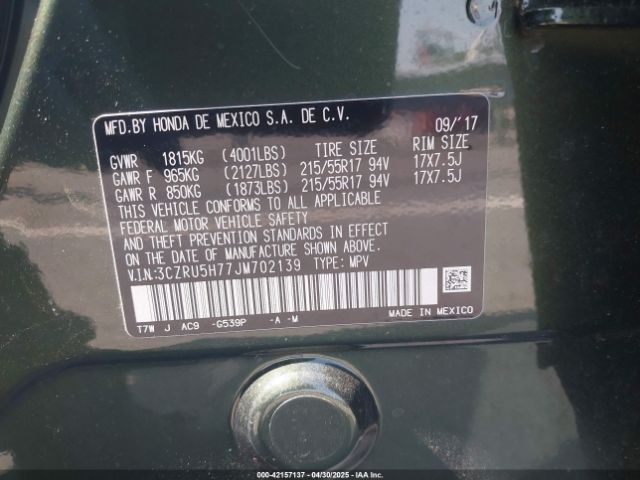 MFD.BY HONDA DE MEXICO S.A. DE C.V. 09/'17
GVWR 1815KG (4001LBS) TIRE SIZE RIM SIZE
GAWR F 965KG (2127LBS) 215/55R17 94V 17X7.5J
GAWR R 850KG (1873LBS) 215/55R17 94V 17X7.5J
THIS VEHICLE CONFORMS TO ALL APPLICABLE
FEDERAL MOTOR VEHICLE SAFETY
AND THEFT PREVENTION STANDARDS IN EFFECT
ON THE DATE OF MANUFACTURE SHOWN ABOVE.
V.I.N:3CZRU5H77JM702139 TYPE: MPV
T7W J AC9 -G539P -A -M MADE IN MEXICO
000-42157137 - 04/30/2025 - IAAI.COM